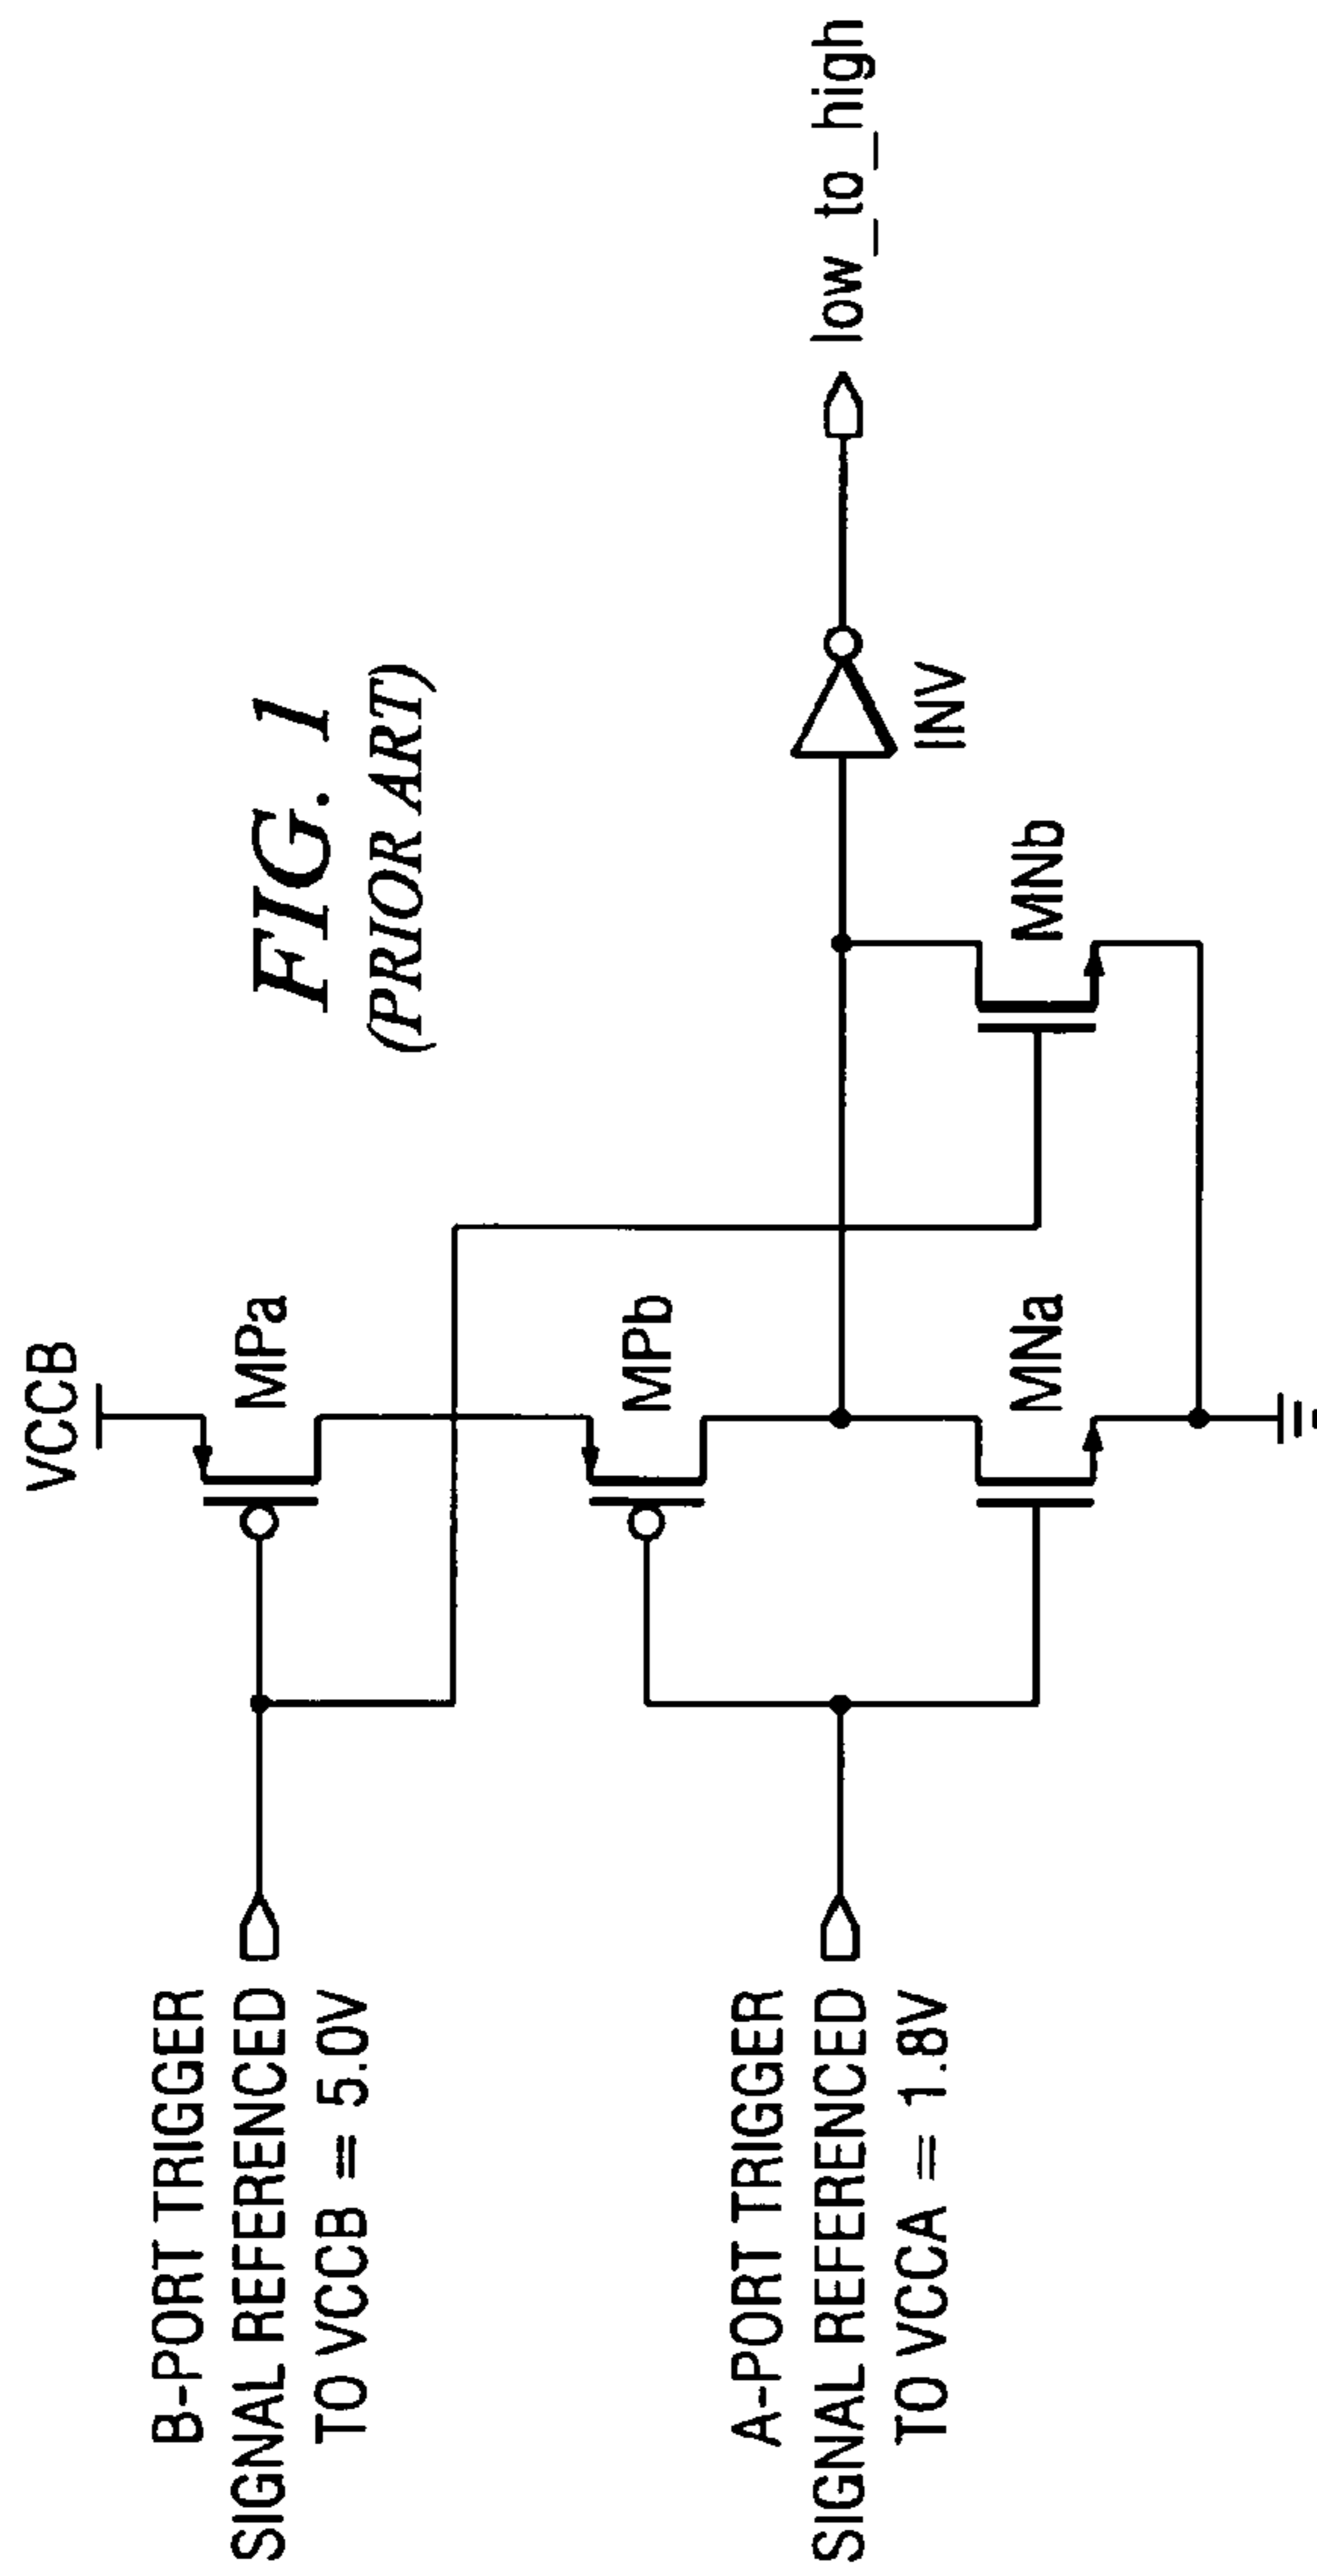 FIG. 1
(PRIOR ART)
VCCB
B-PORT TRIGGER
SIGNAL REFERENCED
TO VCCB = 5.0V
MPa
MPb
A-PORT TRIGGER
SIGNAL REFERENCED
TO VCCA = 1.8V
MNa
MNb
INV
low_to_high